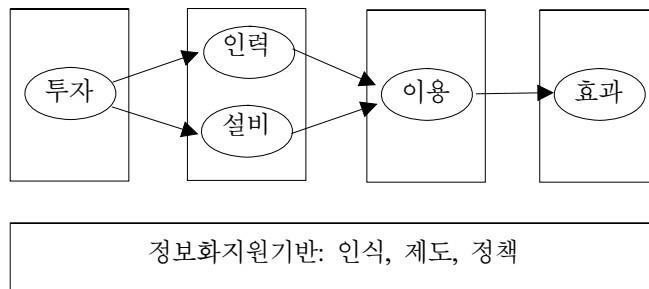 투자
인력
설비
이용
효과
정보화지원기반: 인식, 제도, 정책